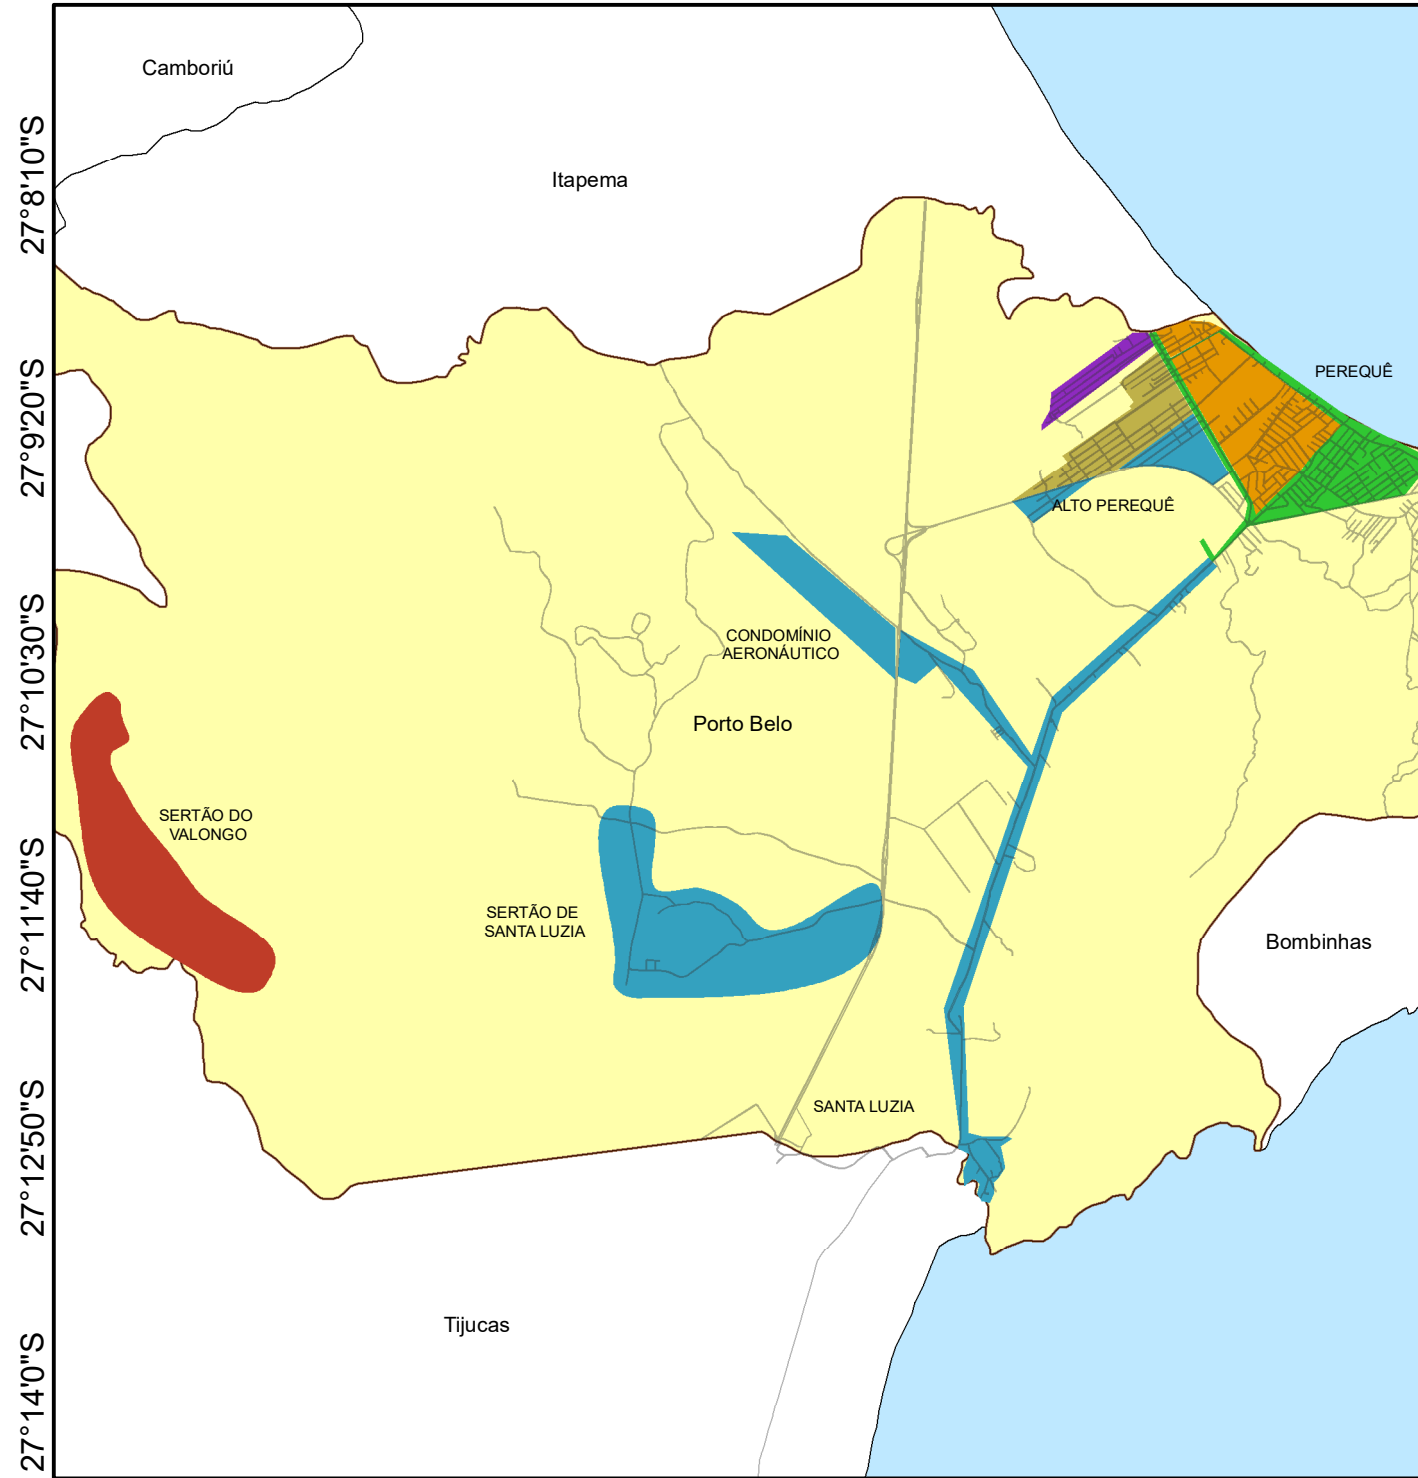 Camboriú
Itapema
27°8'10"S
PEREQUÊ
27°9'20"S
ALTO PEREQUÊ
CONDOMÍNIO
AERONÁUTICO
27°10'30"S
Porto Belo
SERTÃO DO
VALONGO
27°11'40"S
SERTÃO DE
SANTA LUZIA
Bombinhas
SANTA LUZIA
27°12'50"S
Tijucas
27°14'0"S